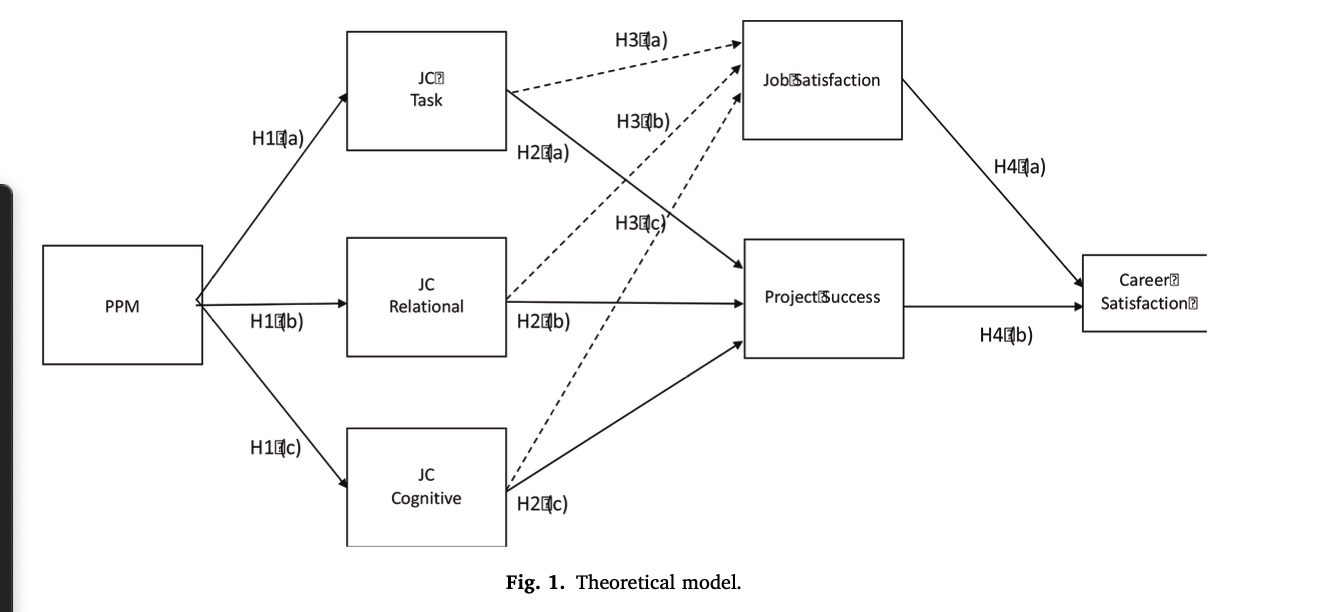 H3 (a)
JC
Task
Job Satisfaction
H1 (a)
H3 (b)
H2 (a)
H4 (a)
H3 (c)
JC
Relational
PPM
Project Success
Career
Satisfaction
H1 (b)
H2 (b)
H4 (b)
H1 (c)
JC
Cognitive
H2 (c)
Fig. 1. Theoretical model.